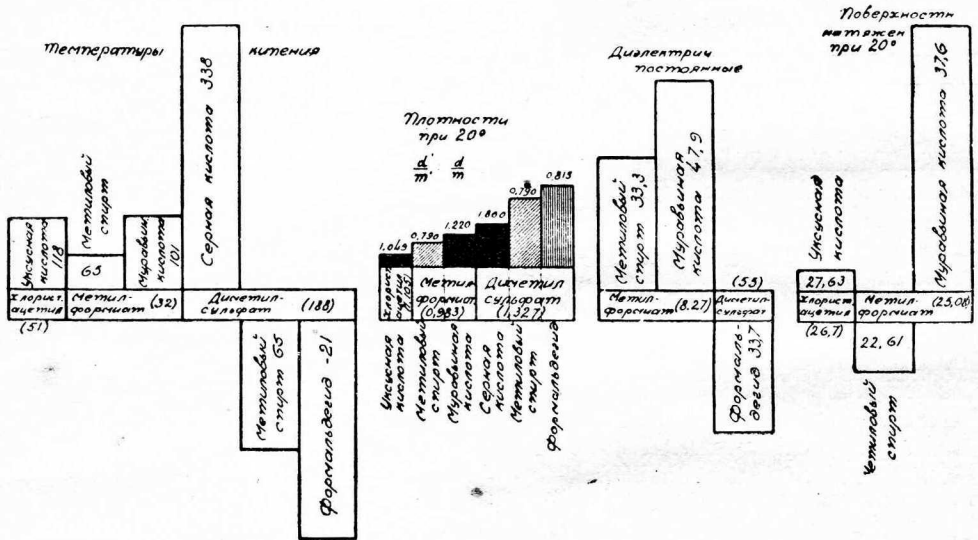 Температуры кипения
Уксусная
кислота
118
Метиловый
спирт
65
Муравьин.
кислота
101
Серная кислота 338
Хлорист.
ацетил
(51)
Метил-
формиат
(32)
Диметил-
сульфат
(188)
Метиловый
спирт 65
Формальдегид -21
Плотности
при 20°
d/m. d/m
1,049
0,790
1.220
1.860
0,790
0,815
Хлорист.
ацетил
Метил
формиат
(0,983)
Диметил
сульфат
(1,327)
Уксусная
кислота
Метиловый
спирт
Муравьиная
кислота
Серная
кислота
Метиловый
спирт
Формальдегид
Диэлектрич
постоянные
Метиловый
спирт 33,3
Муравьиная
кислота 47,9
(55)
Метил-
формиат
(8.27)
Диметил-
сульфат
Формаль-
дегид 33,7
Поверхностн
натяжен
при 20°
Уксусная
кислота
27,63
Муравьиная кислота 37,6
Хлорист.
ацетил
(26,7)
Метил-
формиат
(25,08)
22,61
Метиловый
спирт